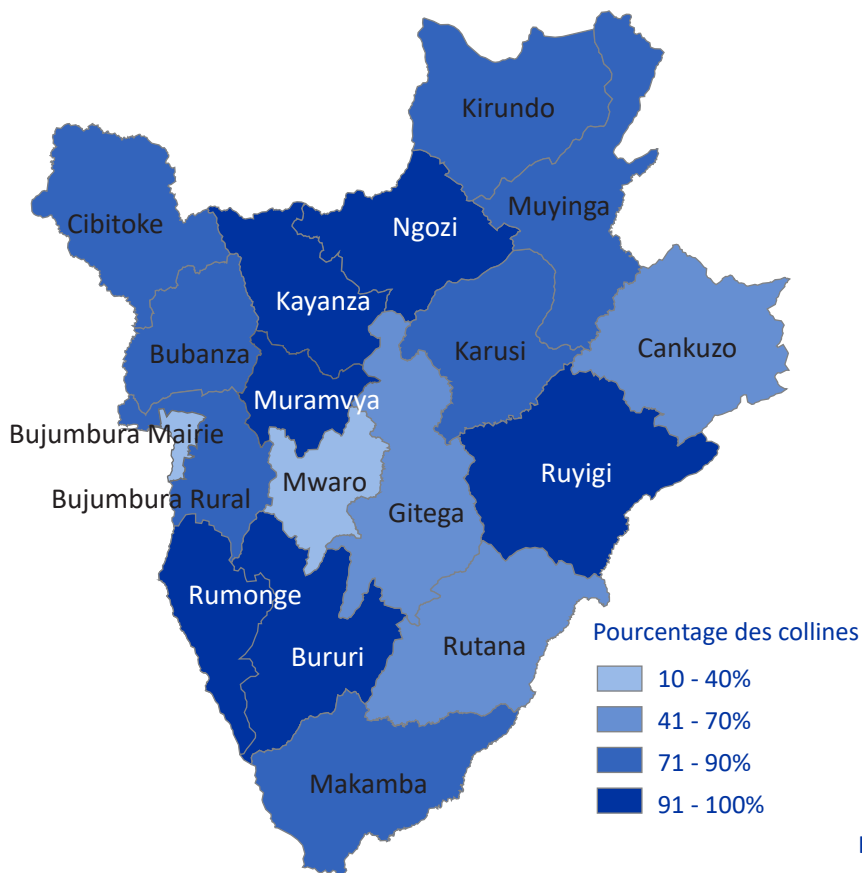 Kirundo
Muyinga
Cibitoke
Ngozi
Kayanza
Bubanza
Karusi
Cankuzo
Muramvya
Bujumbura Mairie
Mwaro
Ruyigi
Bujumbura Rural
Gitega
Rumonge
Bururi
Rutana
Makamba
Pourcentage des collines
10 - 40%
41 - 70%
71 - 90%
91 - 100%